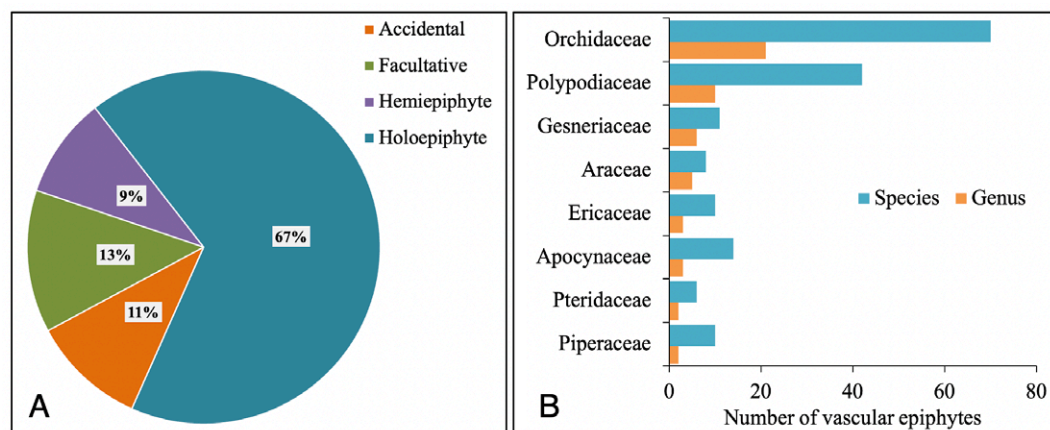 Accidental
Facultative
Hemiepiphyte
Holoepiphyte
9%
67%
13%
11%
A
Orchidaceae
Polypodiaceae
Gesneriaceae
Araceae
Ericaceae
Apocynaceae
Pteridaceae
Piperaceae
Species Genus
0 20 40 60 80
Number of vascular epiphytes
B